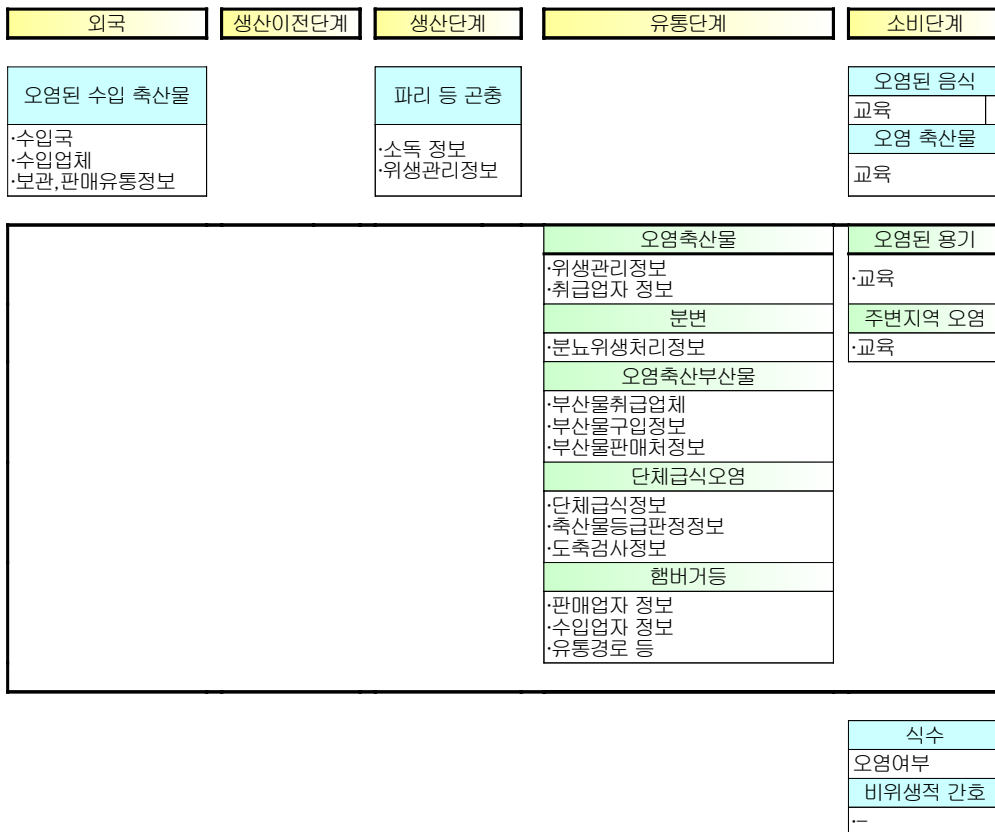 외국
생산이전단계
생산단계
유통단계
소비단계
오염된 수입 축산물
·수입국
·수입업체
·보관,판매유통정보
파리 등 곤충
·소독 정보
·위생관리정보
오염된 음식
교육
오염 축산물
교육
오염축산물
·위생관리정보
·취급업자 정보
분변
·분뇨위생처리정보
오염축산부산물
·부산물취급업체
·부산물구입정보
·부산물판매처정보
단체급식오염
·단체급식정보
·축산물등급판정정보
·도축검사정보
햄버거등
·판매업자 정보
·수입업자 정보
·유통경로 등
오염된 용기
·교육
주변지역 오염
·교육
식수
오염여부
비위생적 간호
·–